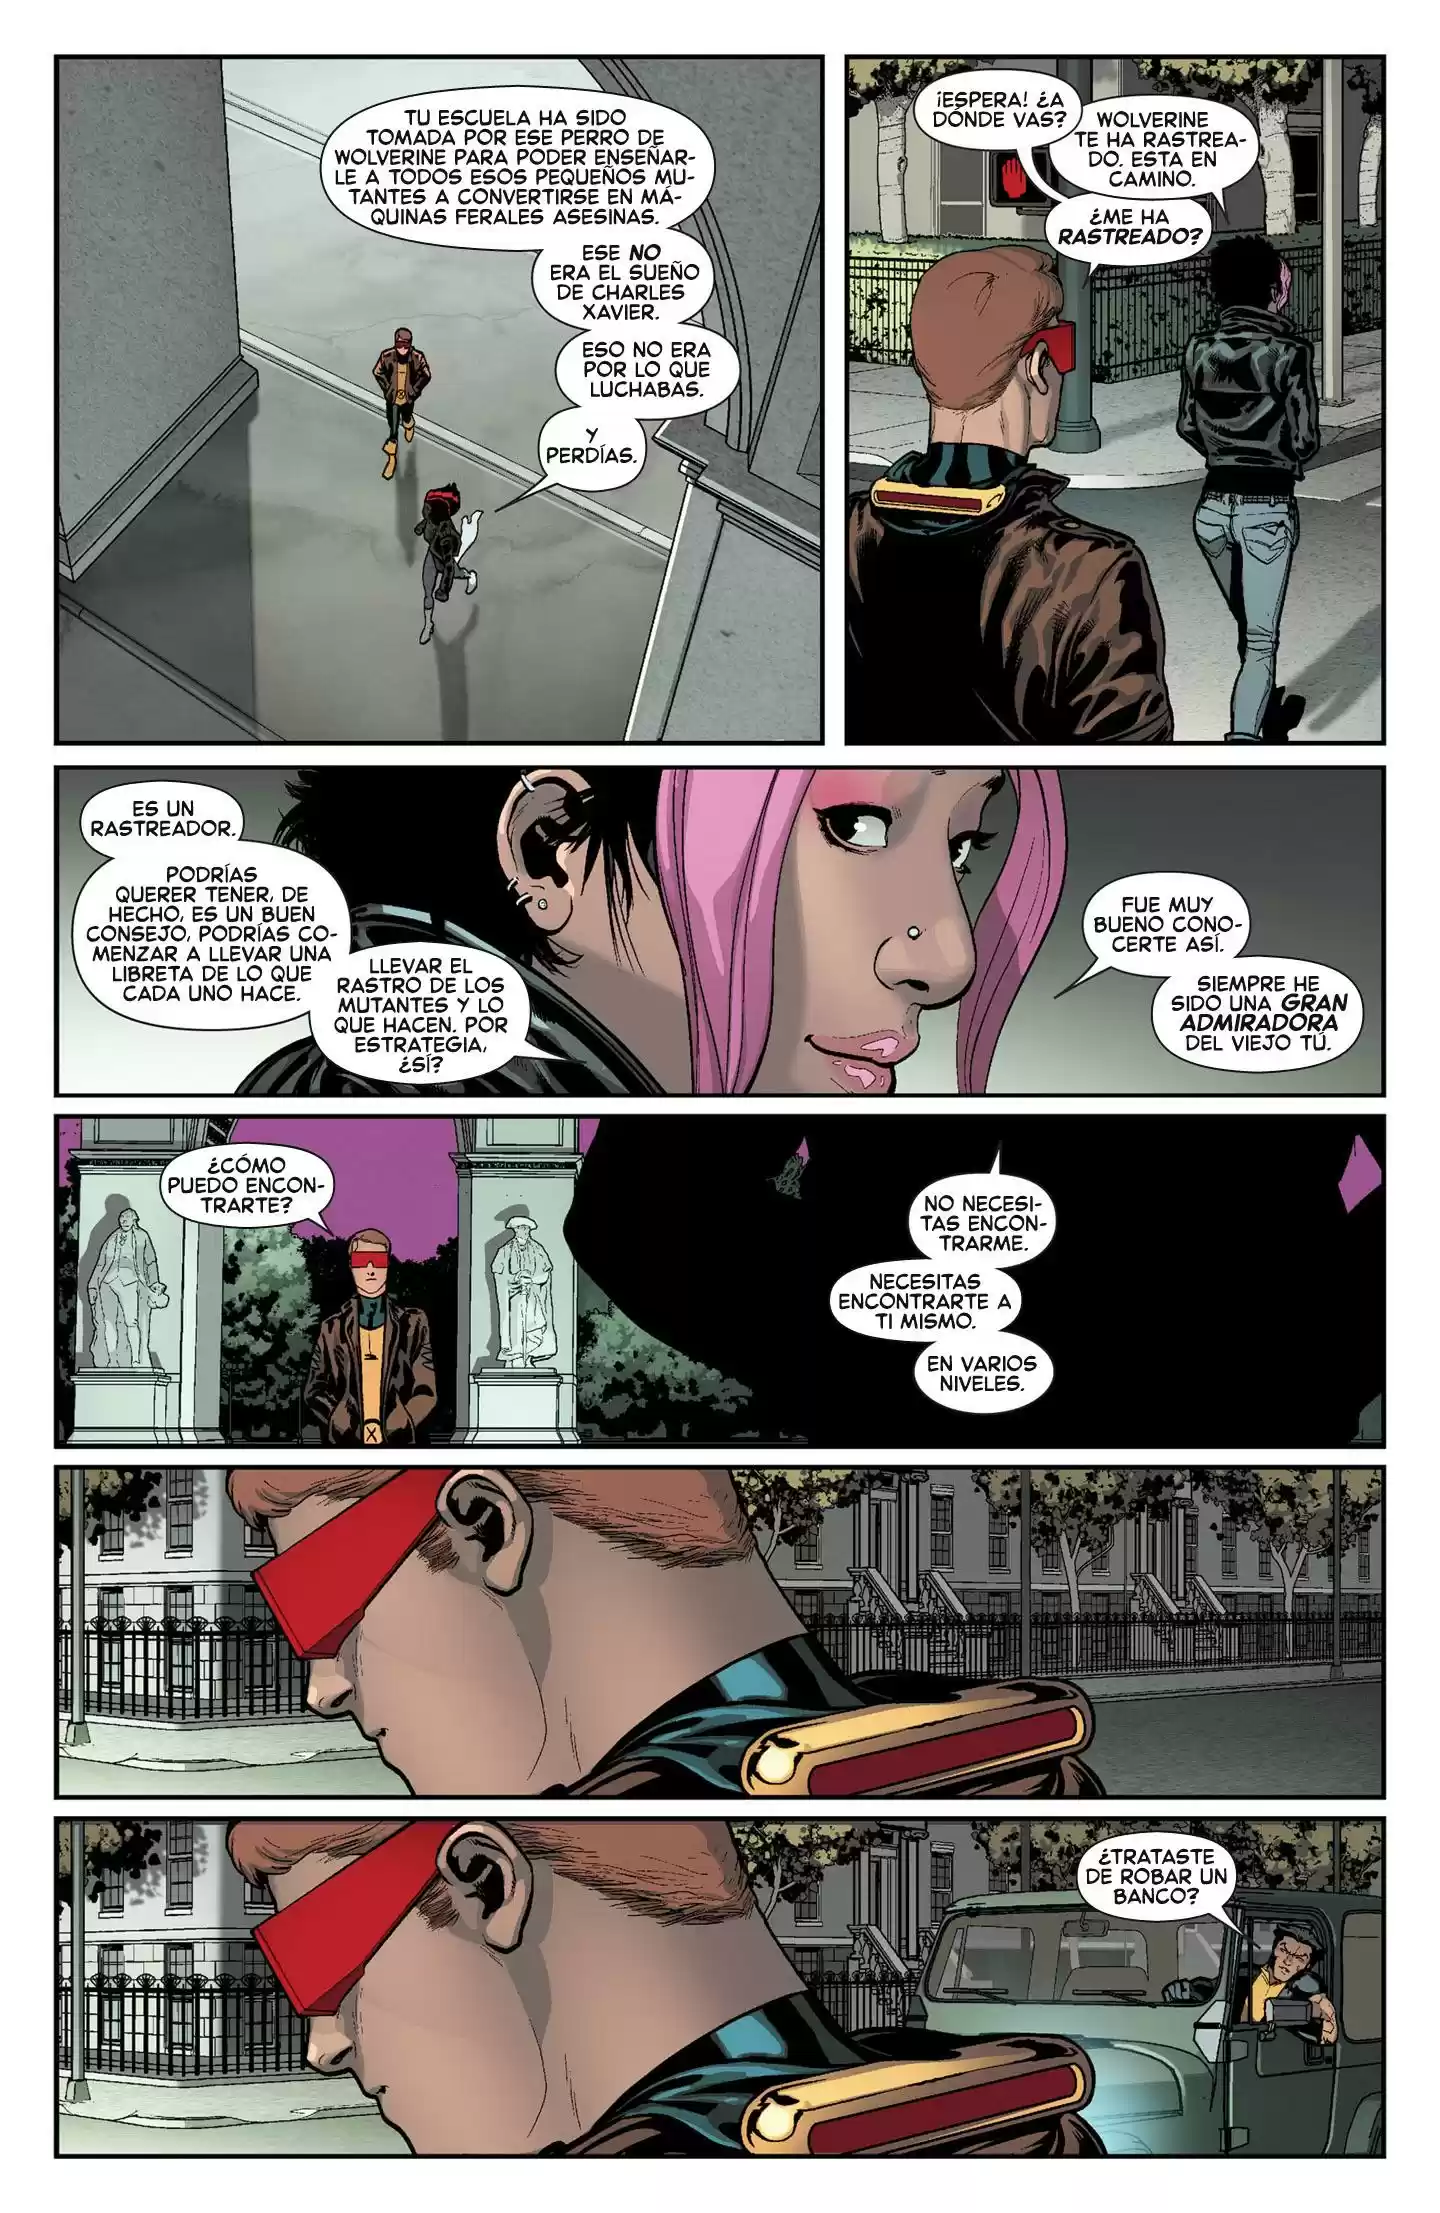 TU ESCUELA HA SIDO
TOMADA POR ESE PERRO DE
WOLVERINE PARA PODER ENSEÑAR-
LE A TODOS ESOS PEQUEÑOS MU-
TANTES A CONVERTIRSE EN MÁ-
QUINAS FERALES ASESINAS.
ESE NO
ERA EL SUEÑO
DE CHARLES
XAVIER.
ESO NO ERA
POR LO QUE
LUCHABAS.
Y
PERDÍAS.
¡ESPERA! ¿A
DÓNDE VAS?
WOLVERINE
TE HA RASTREA-
DO. ESTA EN
CAMINO.
¿ME HA
RASTREADO?
ES UN
RASTREADOR.
PODRÍAS
QUERER TENER, DE
HECHO, ES UN BUEN
CONSEJO, PODRÍAS CO-
MENZAR A LLEVAR UNA
LIBRETA DE LO QUE
CADA UNO HACE.
LLEVAR EL
RASTRO DE LOS
MUTANTES Y LO
QUE HACEN. POR
ESTRATEGIA,
¿SÍ?
FUE MUY
BUENO CONO-
CERTE ASÍ.
SIEMPRE HE
SIDO UNA GRAN
ADMIRADORA
DEL VIEJO TÚ.
¿CÓMO
PUEDO ENCON-
TRARTE?
NO NECESI-
TAS ENCON-
TRARME.
NECESITAS
ENCONTRARTE A
TI MISMO.
EN VARIOS
NIVELES.
¿TRATASTE
DE ROBAR UN
BANCO?